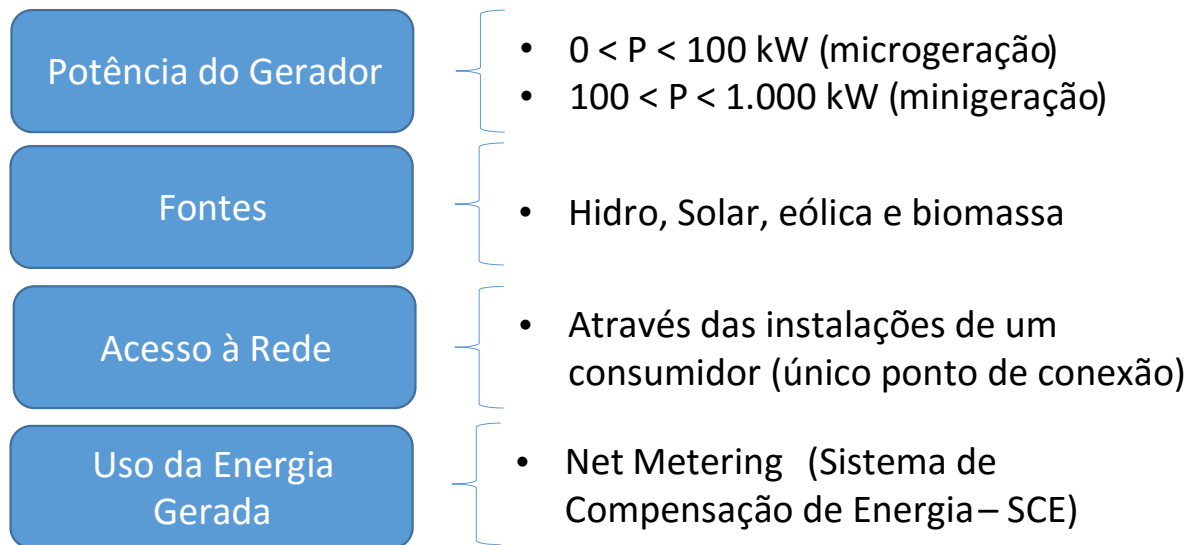 Potência do Gerador
• 0 < P < 100 kW (microgeração)
• 100 < P < 1.000 kW (minigeração)
Fontes
• Hidro, Solar, eólica e biomassa
Acesso à Rede
• Através das instalações de um
consumidor (único ponto de conexão)
Uso da Energia
Gerada
• Net Metering (Sistema de
Compensação de Energia – SCE)